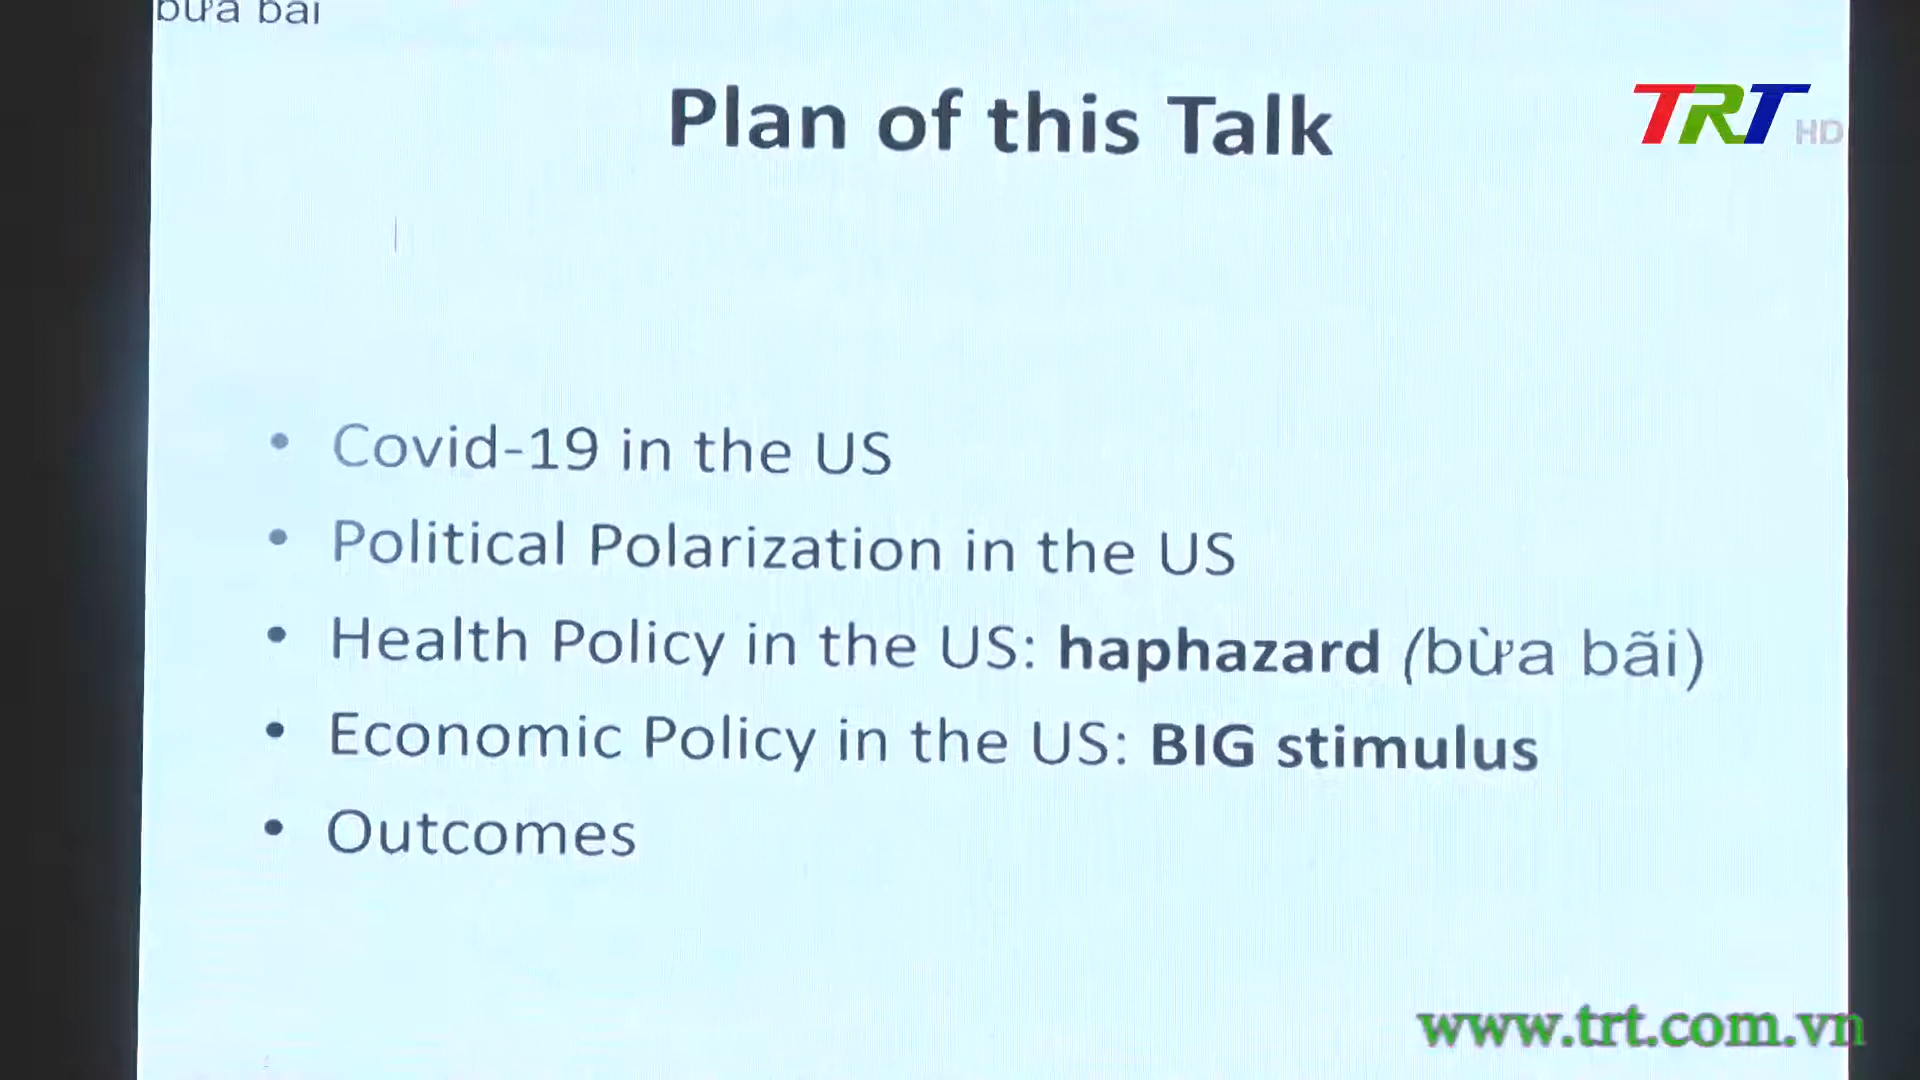 bừa bãi
Plan of this Talk
TRT HD
• Covid-19 in the US
• Political Polarization in the US
• Health Policy in the US: haphazard (bừa bãi)
• Economic Policy in the US: BIG stimulus
• Outcomes
www.trt.com.vn